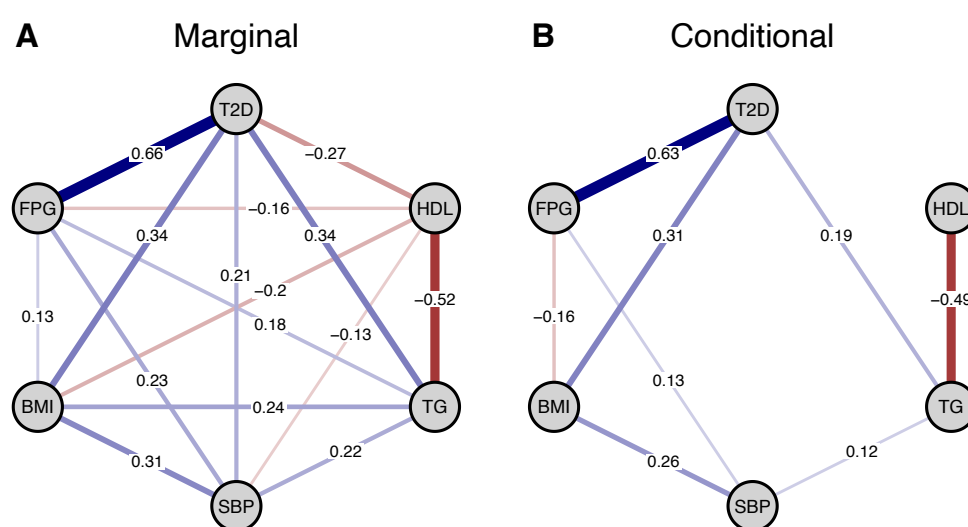 A Marginal B Conditional
T2D T2D
0.66 −0.27 0.63
FPG −0.16 HDL FPG HDL
0.34 0.34 0.31 0.19
0.21
−0.2 −0.52 −0.49
0.13 0.18 −0.13 −0.16
0.23 0.13
BMI 0.24 TG BMI TG
0.31 0.22 0.26 0.12
SBP SBP